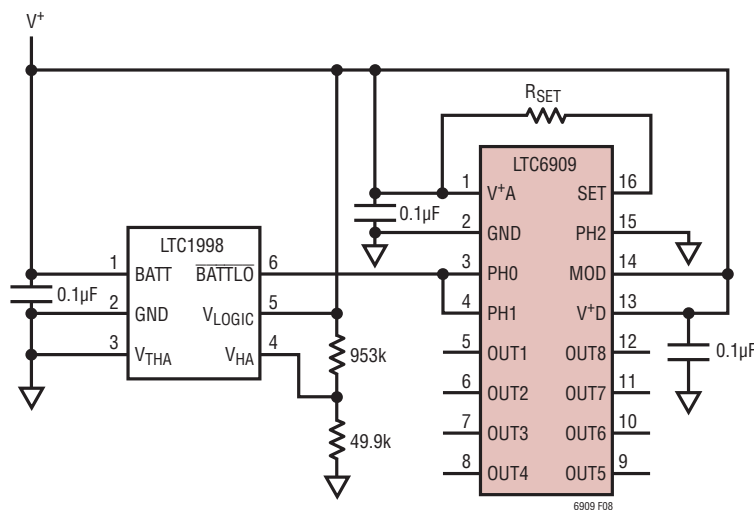 V+
RSET
LTC6909
1 V+A SET 16
0.1µF
2 GND PH2 15
LTC1998
1 BATT BATTLO 6
3 PH0 MOD 14
0.1µF
2 GND VLOGIC 5
4 PH1 V+D 13
3 VTHA VHA 4
953k
5 OUT1 OUT8 12
0.1µF
6 OUT2 OUT7 11
49.9k
7 OUT3 OUT6 10
8 OUT4 OUT5 9
6909 F08